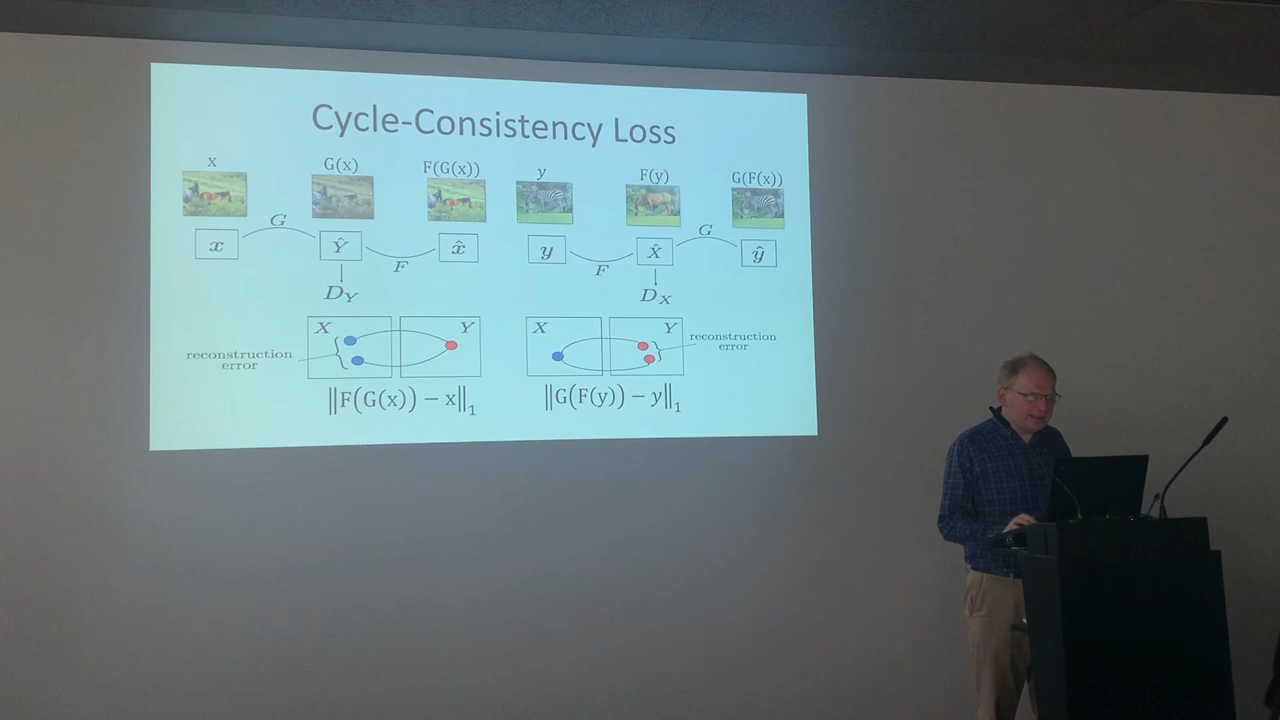 Cycle-Consistency Loss
x G(x) F(G(x)) y F(y) G(F(x))
G G
x Ŷ x̂ y X̂ ŷ
F F
D_Y D_X
X Y X Y
reconstruction error reconstruction error
‖F(G(x)) − x‖₁ ‖G(F(y)) − y‖₁